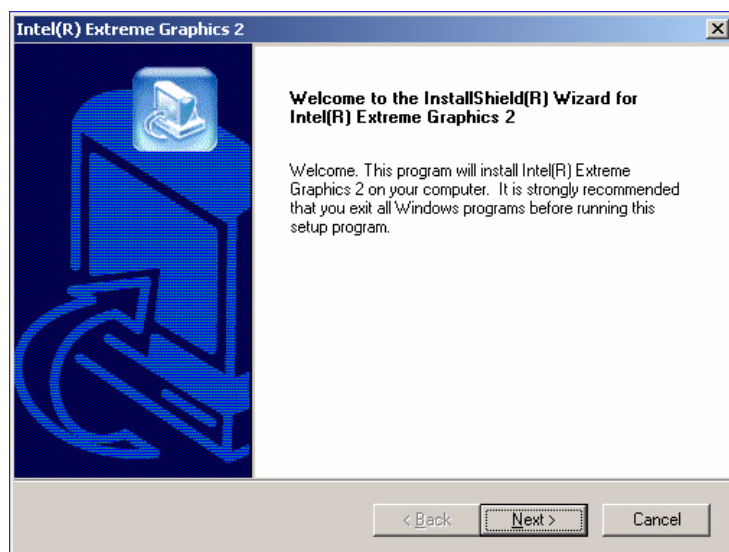 Intel(R) Extreme Graphics 2
Welcome to the InstallShield(R) Wizard for
Intel(R) Extreme Graphics 2
Welcome. This program will install Intel(R) Extreme
Graphics 2 on your computer.  It is strongly recommended
that you exit all Windows programs before running this
setup program.
< Back
Next >
Cancel